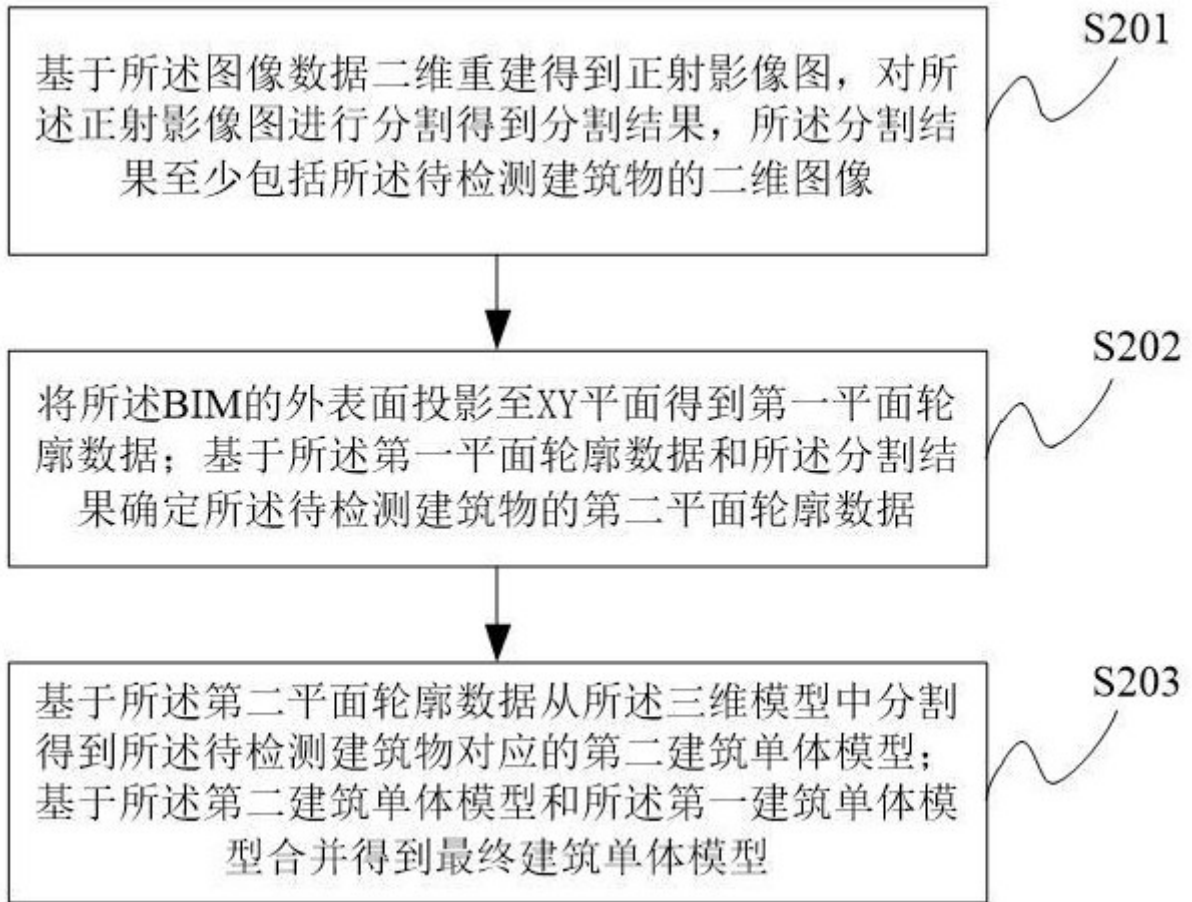 S201
基于所述图像数据二维重建得到正射影像图，对所
述正射影像图进行分割得到分割结果，所述分割结
果至少包括所述待检测建筑物的二维图像
S202
将所述BIM的外表面投影至XY平面得到第一平面轮
廓数据；基于所述第一平面轮廓数据和所述分割结
果确定所述待检测建筑物的第二平面轮廓数据
S203
基于所述第二平面轮廓数据从所述三维模型中分割
得到所述待检测建筑物对应的第二建筑单体模型；
基于所述第二建筑单体模型和所述第一建筑单体模
型合并得到最终建筑单体模型